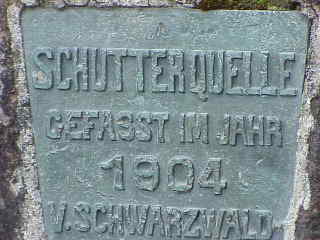 SCHUTTERQUELLE
GEFASST IM JAHR
1904
V. SCHWARZWALD-